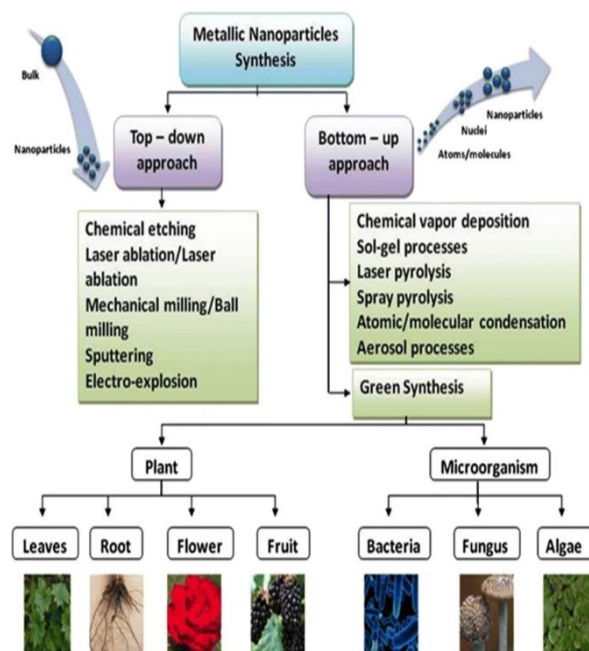 Metallic Nanoparticles
Synthesis
Bulk
Nanoparticles
Top – down
approach
Bottom – up
approach
Nanoparticles
Nuclei
Atoms/molecules
Chemical etching
Laser ablation/Laser
ablation
Mechanical milling/Ball
milling
Sputtering
Electro-explosion
Chemical vapor deposition
Sol-gel processes
Laser pyrolysis
Spray pyrolysis
Atomic/molecular condensation
Aerosol processes
Green Synthesis
Plant
Microorganism
Leaves
Root
Flower
Fruit
Bacteria
Fungus
Algae